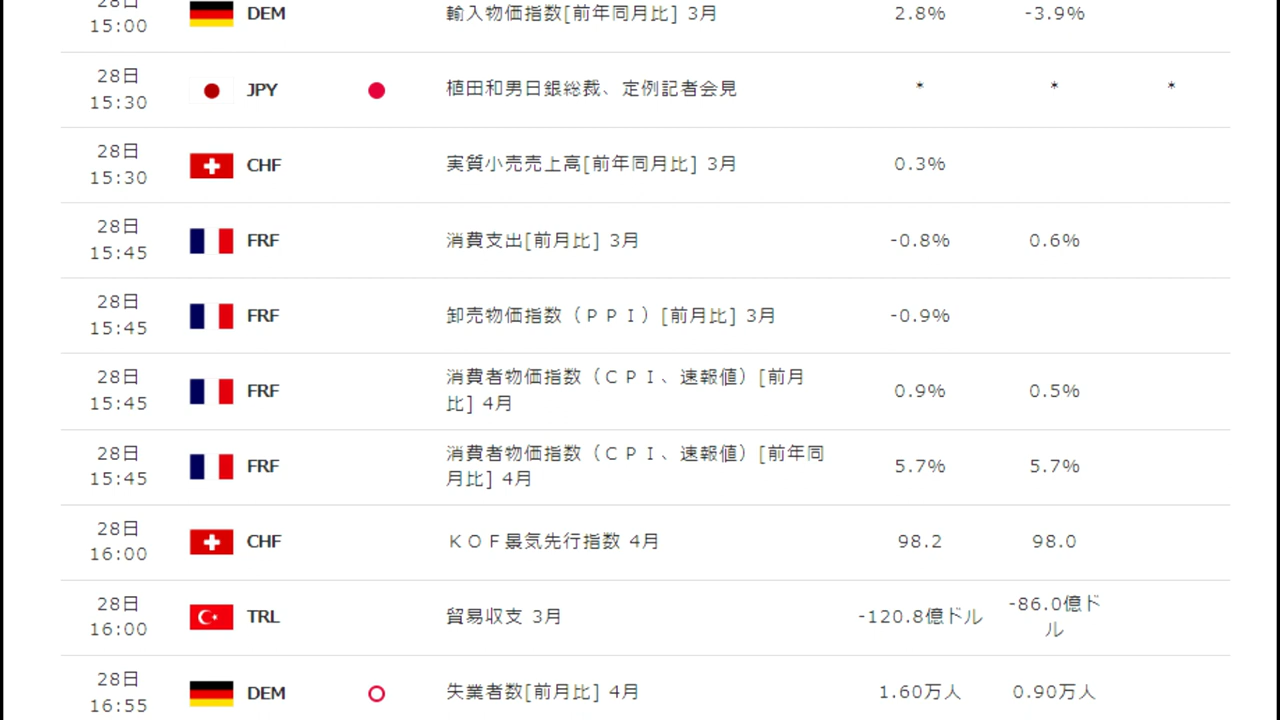 28日
15:00 DEM 輸入物価指数[前年同月比] 3月 2.8% -3.9%
28日
15:30 JPY 植田和男日銀総裁、定例記者会見 * * *
28日
15:30 CHF 実質小売売上高[前年同月比] 3月 0.3%
28日
15:45 FRF 消費支出[前月比] 3月 -0.8% 0.6%
28日
15:45 FRF 卸売物価指数（ＰＰＩ）[前月比] 3月 -0.9%
28日
15:45 FRF 消費者物価指数（ＣＰＩ、速報値）[前月
比] 4月 0.9% 0.5%
28日
15:45 FRF 消費者物価指数（ＣＰＩ、速報値）[前年同
月比] 4月 5.7% 5.7%
28日
16:00 CHF ＫＯＦ景気先行指数 4月 98.2 98.0
28日
16:00 TRL 貿易収支 3月 -120.8億ドル -86.0億ド
ル
28日
16:55 DEM 失業者数[前月比] 4月 1.60万人 0.90万人